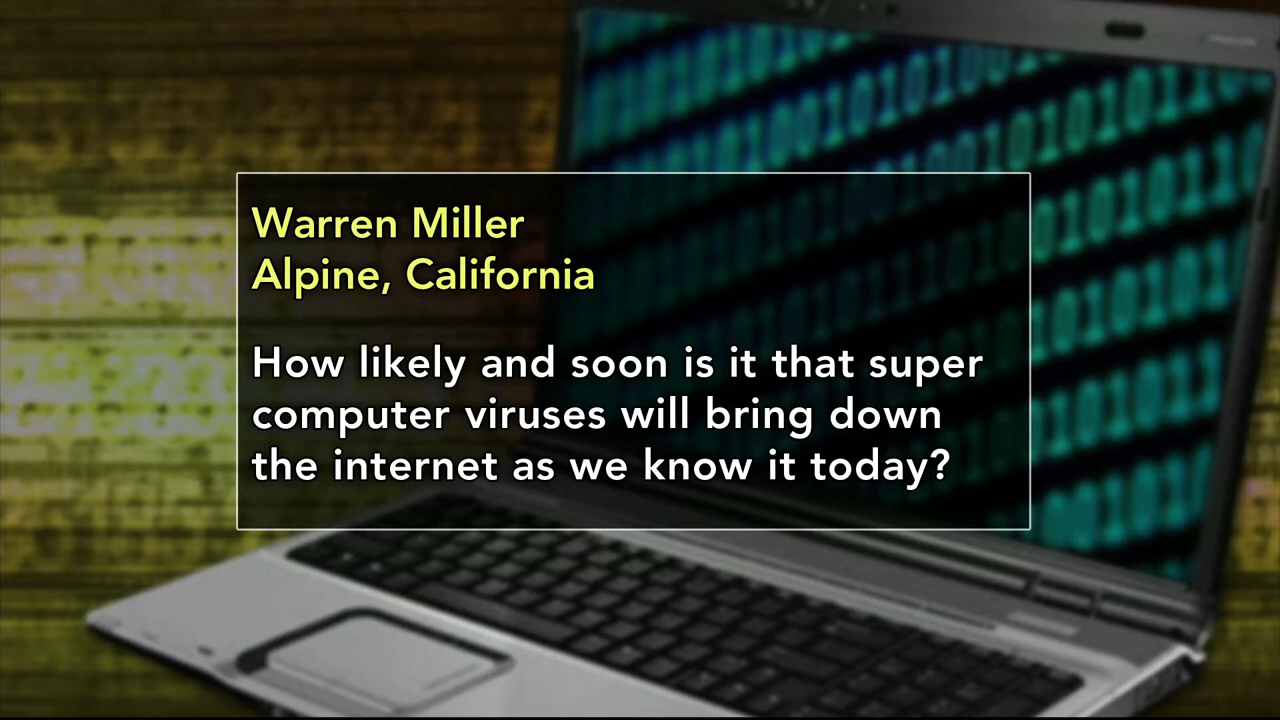 Warren Miller
Alpine, California
How likely and soon is it that super
computer viruses will bring down
the internet as we know it today?